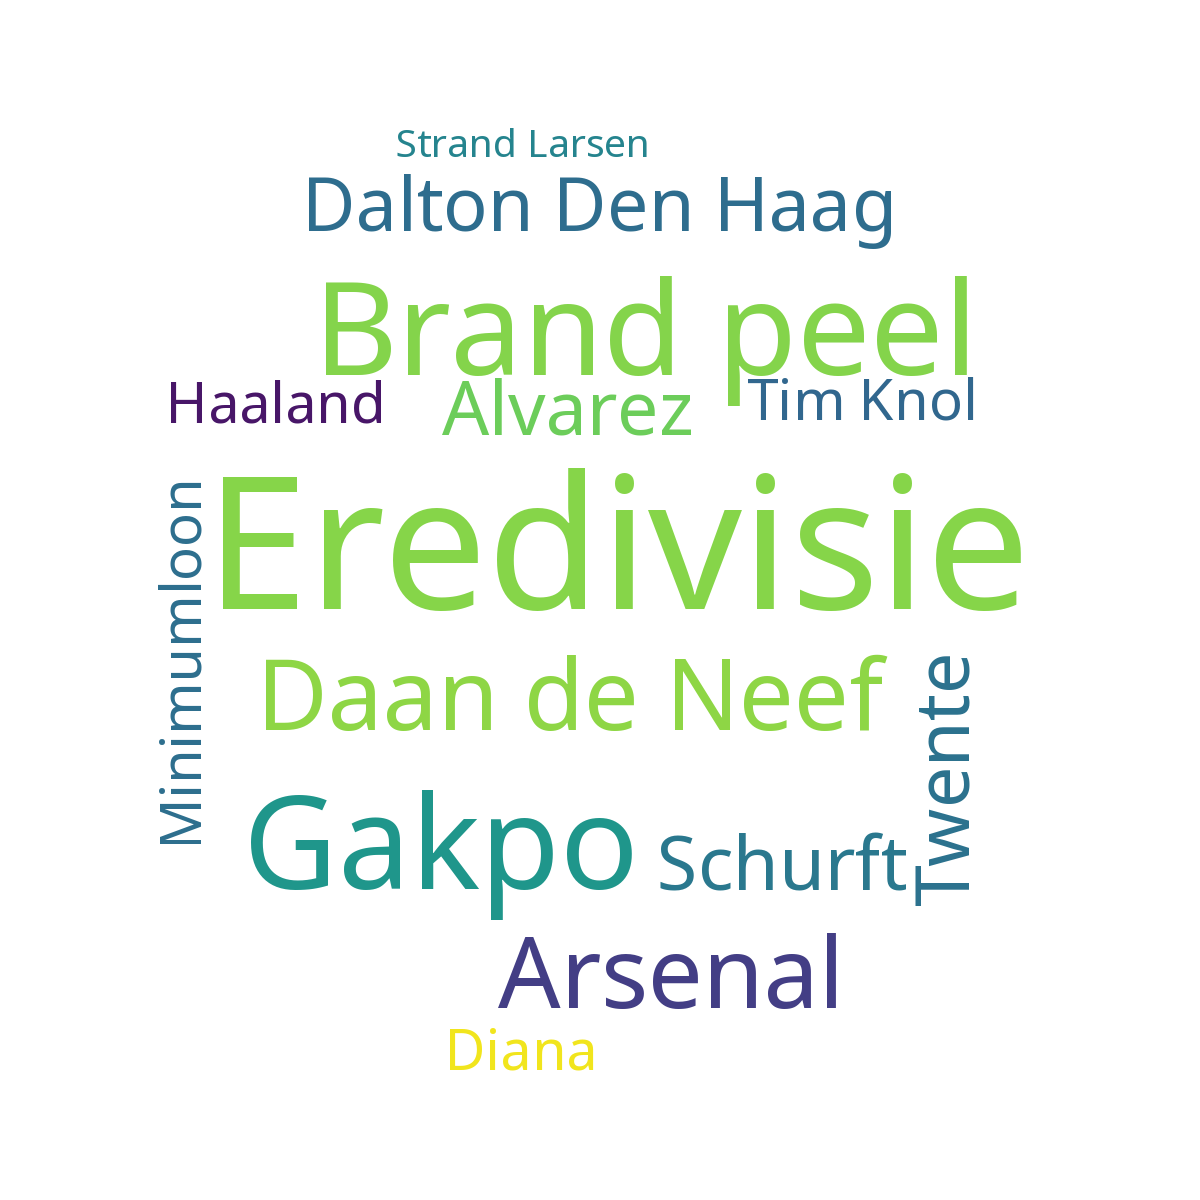 Strand Larsen
Dalton Den Haag
Brand peel
Haaland
Alvarez
Tim Knol
Eredivisie
Minimumloon
Daan de Neef
Twente
Gakpo
Schurft
Arsenal
Diana